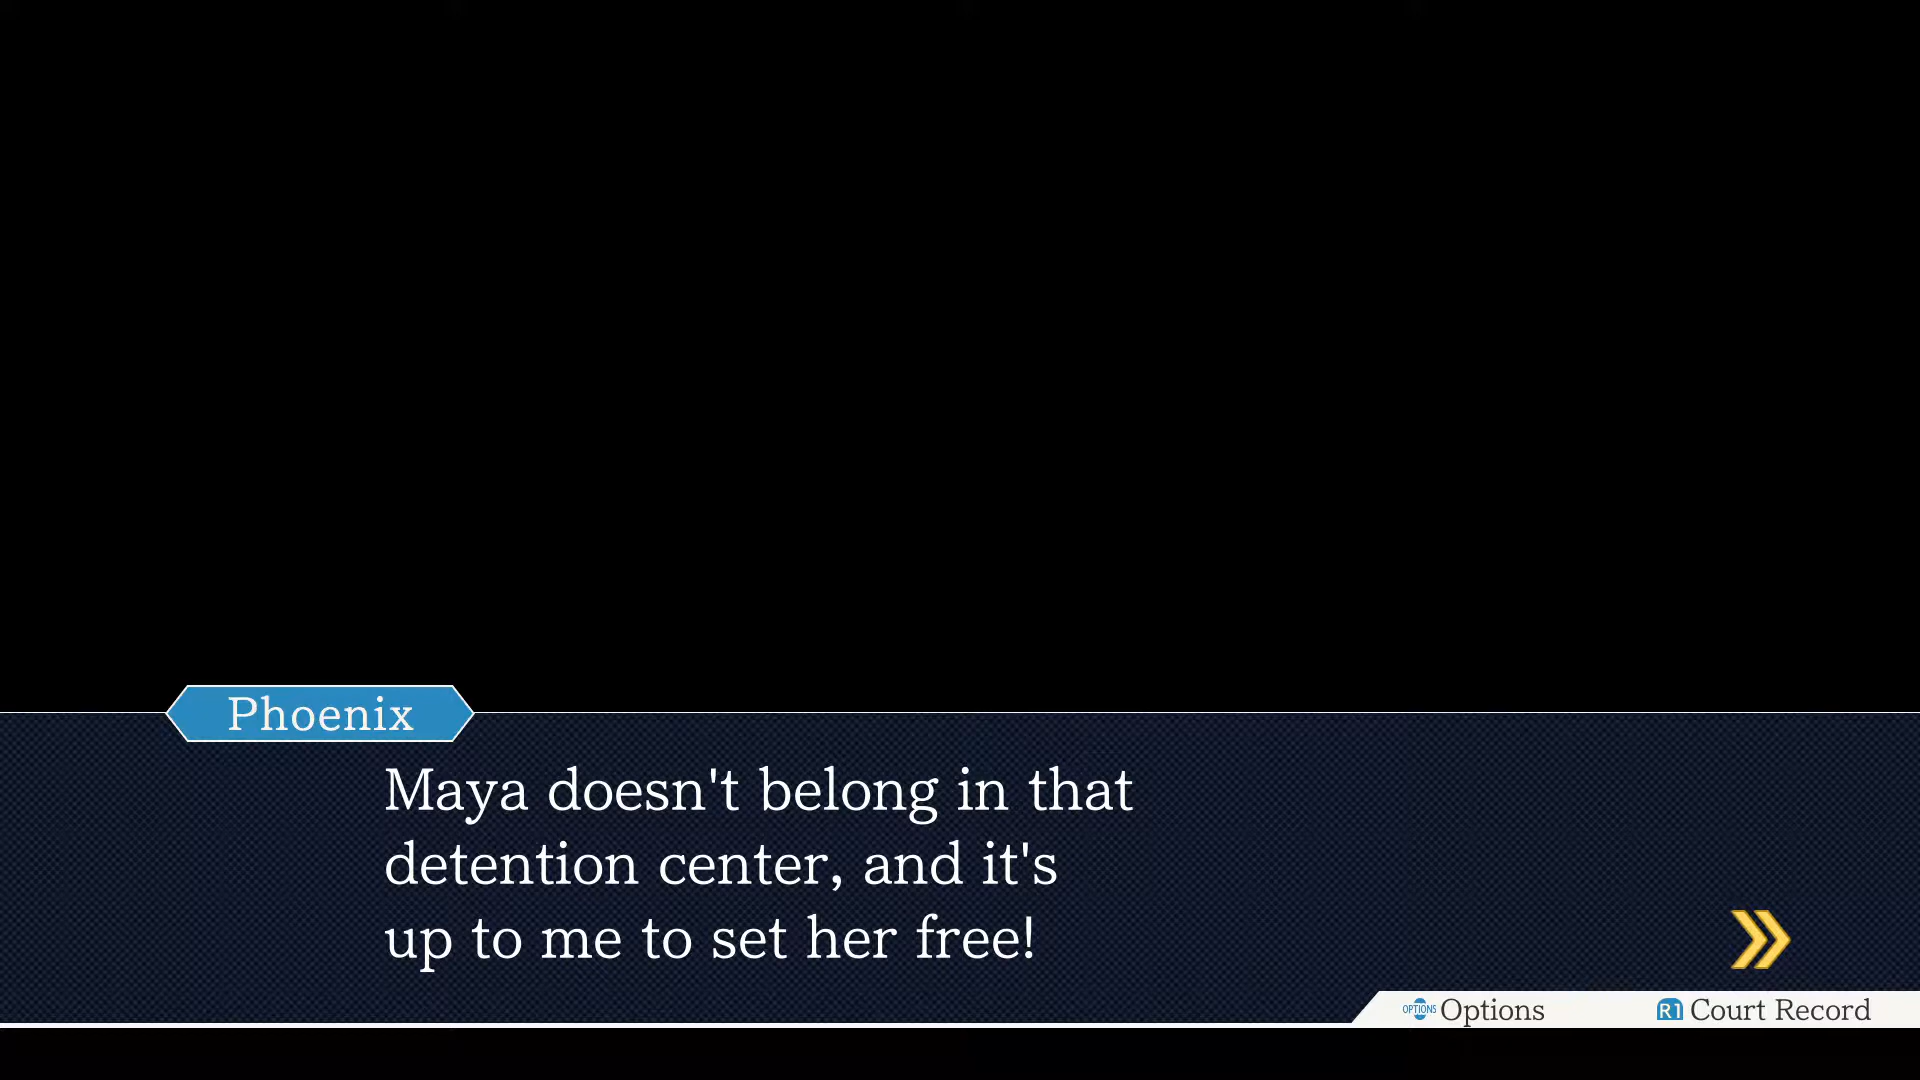 Phoenix
Maya doesn't belong in that
detention center, and it's
up to me to set her free!
OPTIONS Options R1 Court Record